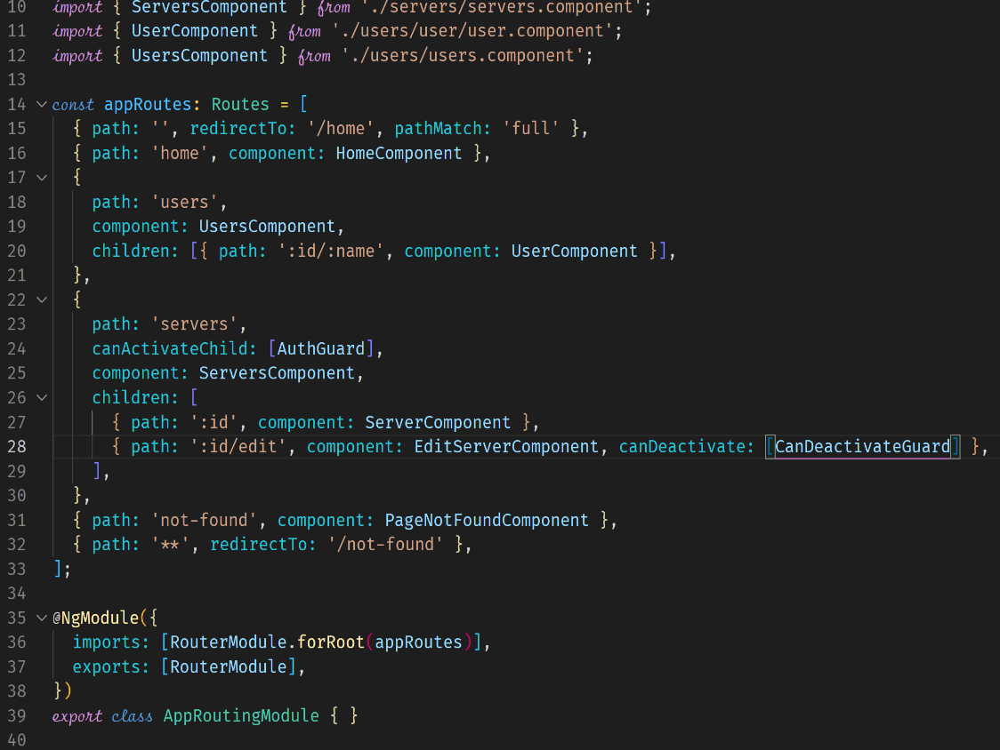 10 import { ServersComponent } from './servers/servers.component';
11 import { UserComponent } from './users/user/user.component';
12 import { UsersComponent } from './users/users.component';
13
14 const appRoutes: Routes = [
15 { path: '', redirectTo: '/home', pathMatch: 'full' },
16 { path: 'home', component: HomeComponent },
17 {
18 path: 'users',
19 component: UsersComponent,
20 children: [{ path: ':id/:name', component: UserComponent }],
21 },
22 {
23 path: 'servers',
24 canActivateChild: [AuthGuard],
25 component: ServersComponent,
26 children: [
27 { path: ':id', component: ServerComponent },
28 { path: ':id/edit', component: EditServerComponent, canDeactivate: [CanDeactivateGuard] },
29 ],
30 },
31 { path: 'not-found', component: PageNotFoundComponent },
32 { path: '**', redirectTo: '/not-found' },
33 ];
34
35 @NgModule({
36 imports: [RouterModule.forRoot(appRoutes)],
37 exports: [RouterModule],
38 })
39 export class AppRoutingModule { }
40